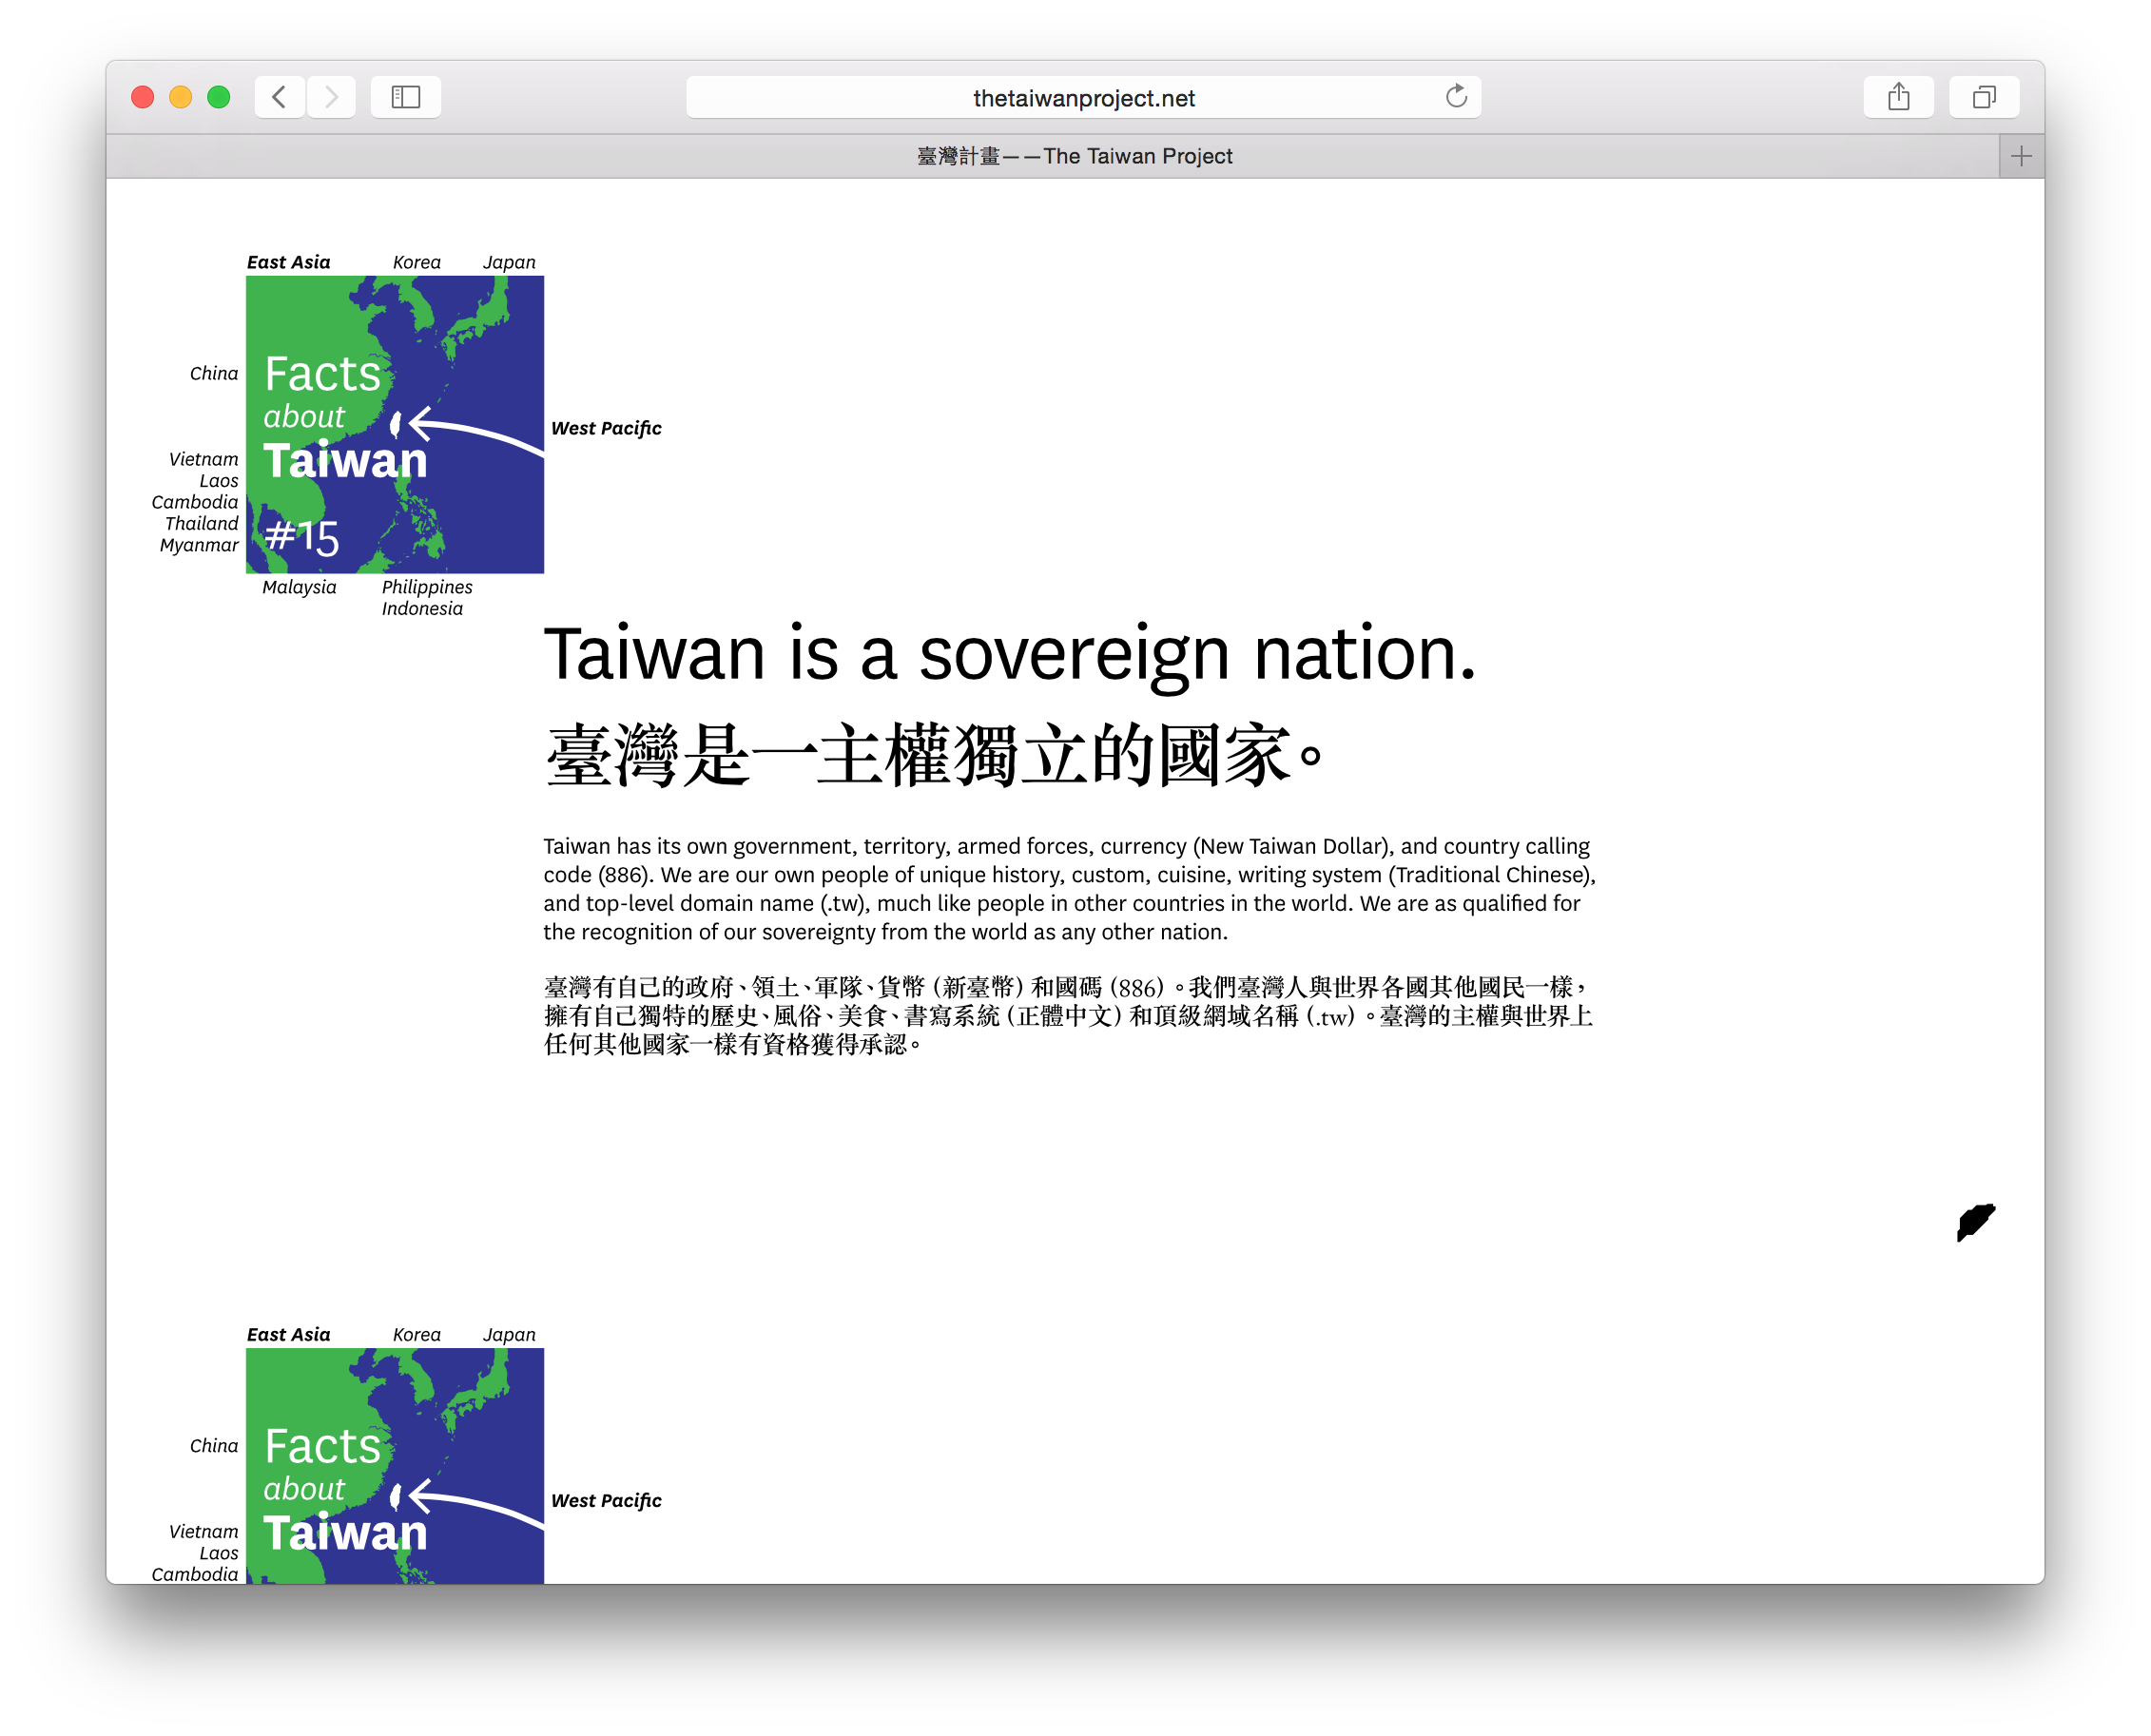 thetaiwanproject.net
臺灣計畫——The Taiwan Project
East Asia
Korea
Japan
China
Facts
about
Taiwan
West Pacific
Vietnam
Laos
Cambodia
Thailand
Myanmar
#15
Malaysia
Philippines
Indonesia
Taiwan is a sovereign nation.
臺灣是一主權獨立的國家。
Taiwan has its own government, territory, armed forces, currency (New Taiwan Dollar), and country calling
code (886). We are our own people of unique history, custom, cuisine, writing system (Traditional Chinese),
and top-level domain name (.tw), much like people in other countries in the world. We are as qualified for
the recognition of our sovereignty from the world as any other nation.
臺灣有自己的政府、領土、軍隊、貨幣（新臺幣）和國碼（886）。我們臺灣人與世界各國其他國民一樣，
擁有自己獨特的歷史、風俗、美食、書寫系統（正體中文）和頂級網域名稱（.tw）。臺灣的主權與世界上
任何其他國家一樣有資格獲得承認。
East Asia
Korea
Japan
China
Facts
about
Taiwan
West Pacific
Vietnam
Laos
Cambodia